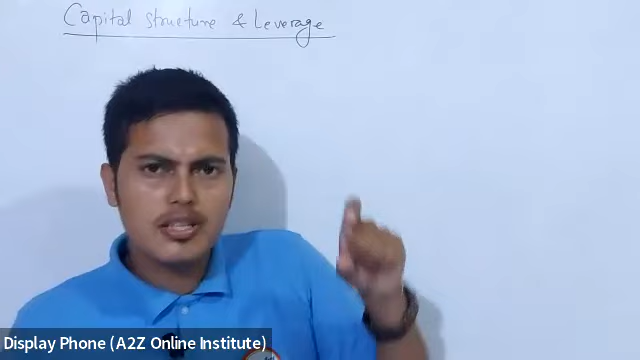 Capital structure & Leverage
Display Phone (A2Z Online Institute)